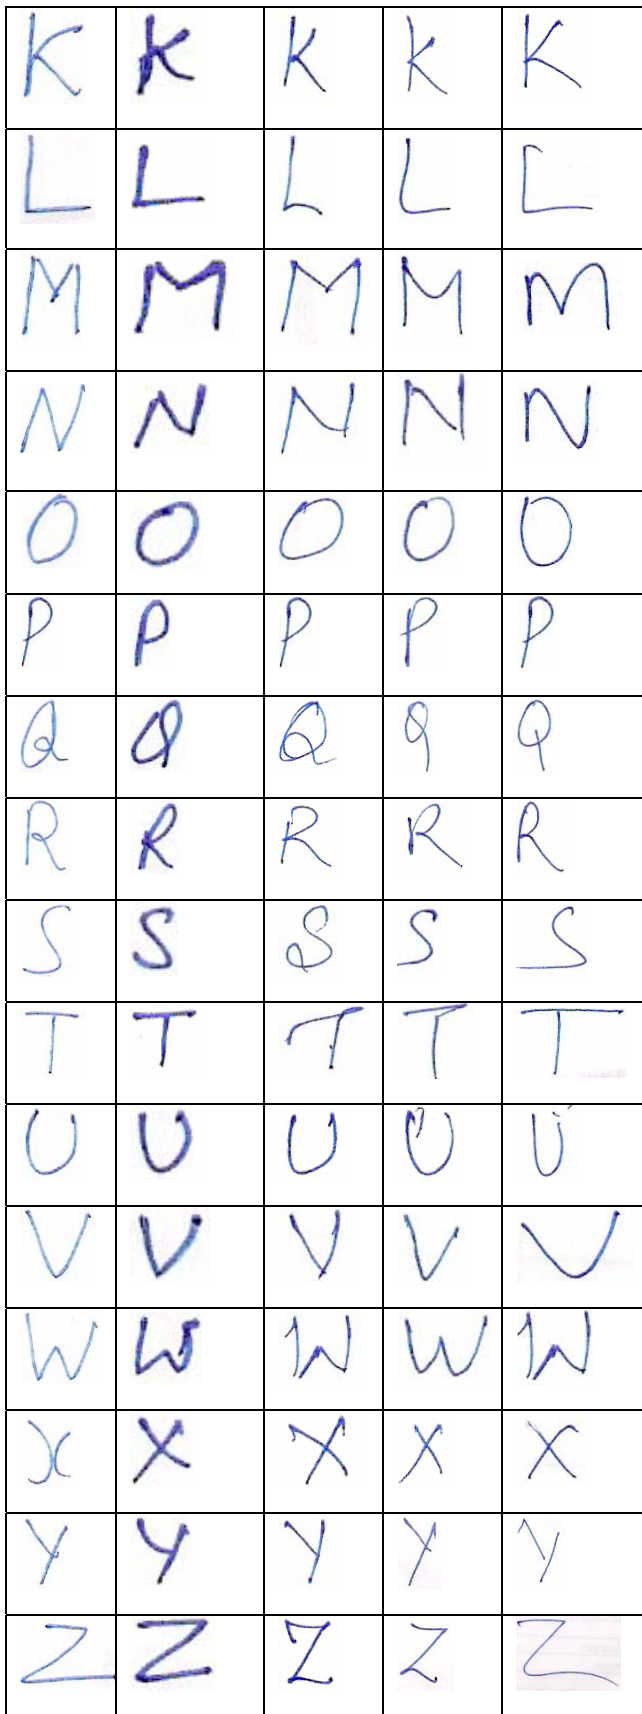 K K K K K
L L L L L
M M M M M
N N N N N
O O O O O
P P P P P
Q Q Q Q Q
R R R R R
S S S S S
T T T T T
U U U U U
V V V V V
W W W W W
X X X X X
Y Y Y Y Y
Z Z Z Z Z